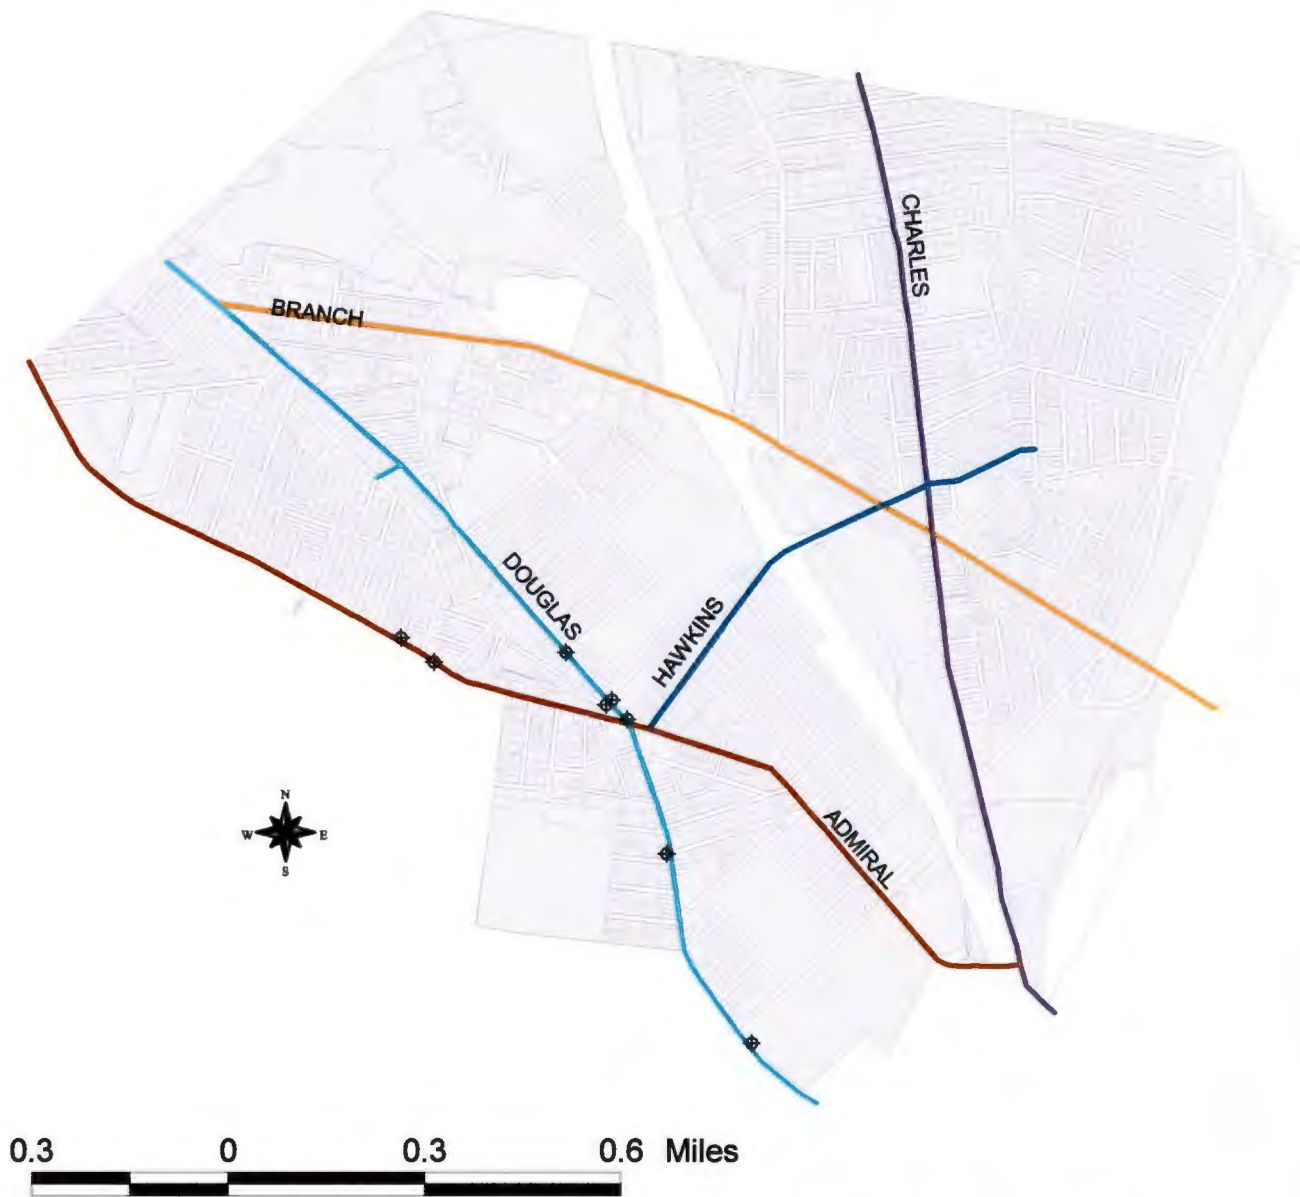 CHARLES
BRANCH
DOUGLAS
HAWKINS
ADMIRAL
N
W E
S
0.3 0 0.3 0.6 Miles